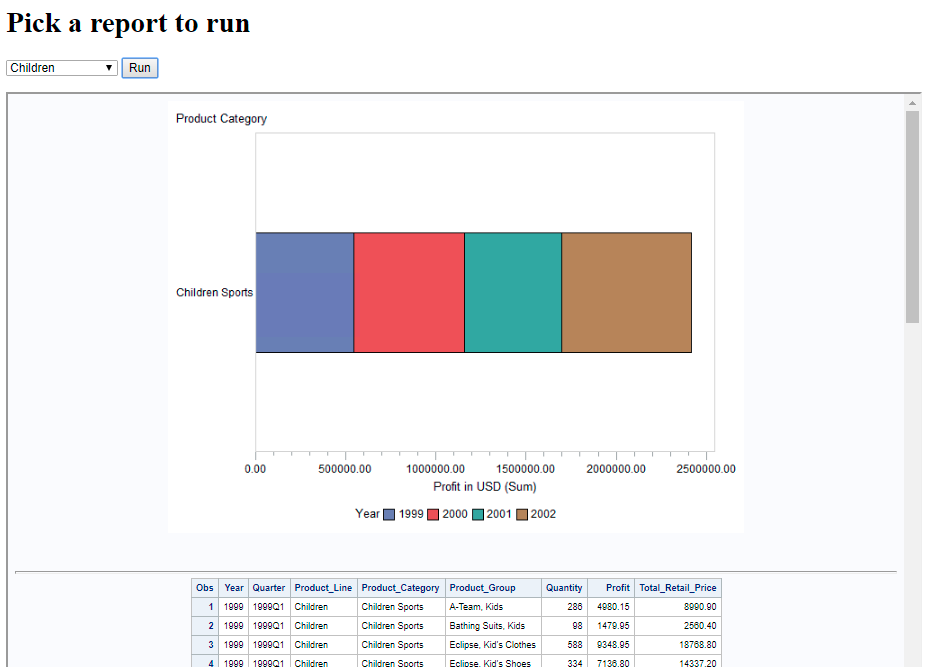 Pick a report to run
Children Run
Product Category
Children Sports
0.00 500000.00 1000000.00 1500000.00 2000000.00 2500000.00
Profit in USD (Sum)
Year 1999 2000 2001 2002
Obs Year Quarter Product_Line Product_Category Product_Group Quantity Profit Total_Retail_Price
1 1999 1999Q1 Children Children Sports A-Team, Kids 286 4980.15 8990.90
2 1999 1999Q1 Children Children Sports Bathing Suits, Kids 98 1479.95 2560.40
3 1999 1999Q1 Children Children Sports Eclipse, Kid's Clothes 588 9348.95 18768.80
4 1999 1999Q1 Children Children Sports Eclipse, Kid's Shoes 334 7136.80 14337.20